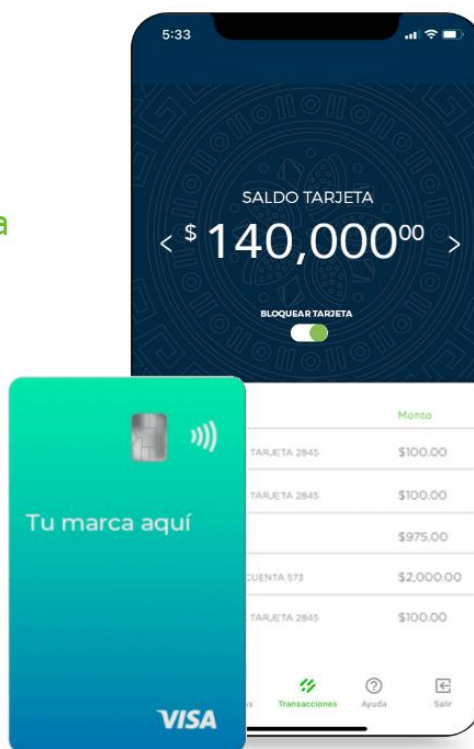 5:33
SALDO TARJETA
< $ 140,000⁰⁰ >
BLOQUEAR TARJETA
Monto
TARJETA 2845 $100.00
TARJETA 2845 $100.00
$975.00
CUENTA 573 $2,000.00
TARJETA 2845 $100.00
Transacciones Ayuda Salir
Tu marca aquí
VISA